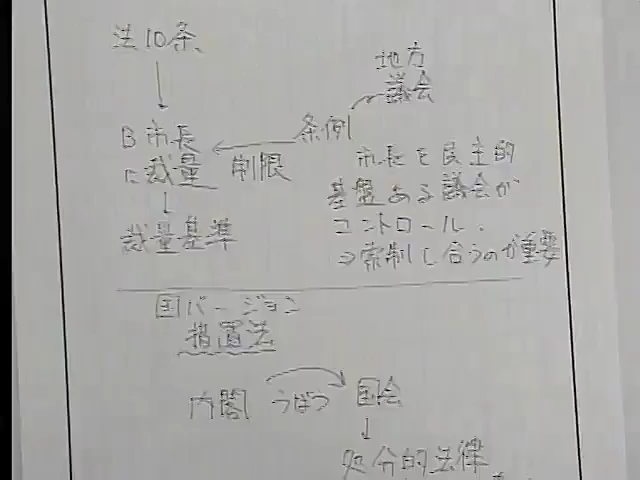 法10条
地方
議会
B市長
に裁量
制限
条例
裁量基準
市長も民主的
基盤ある議会が
コントロール.
⇒牽制し合うのが重要
国バージョン
措置法
内閣 うばう 国会
処分的法律